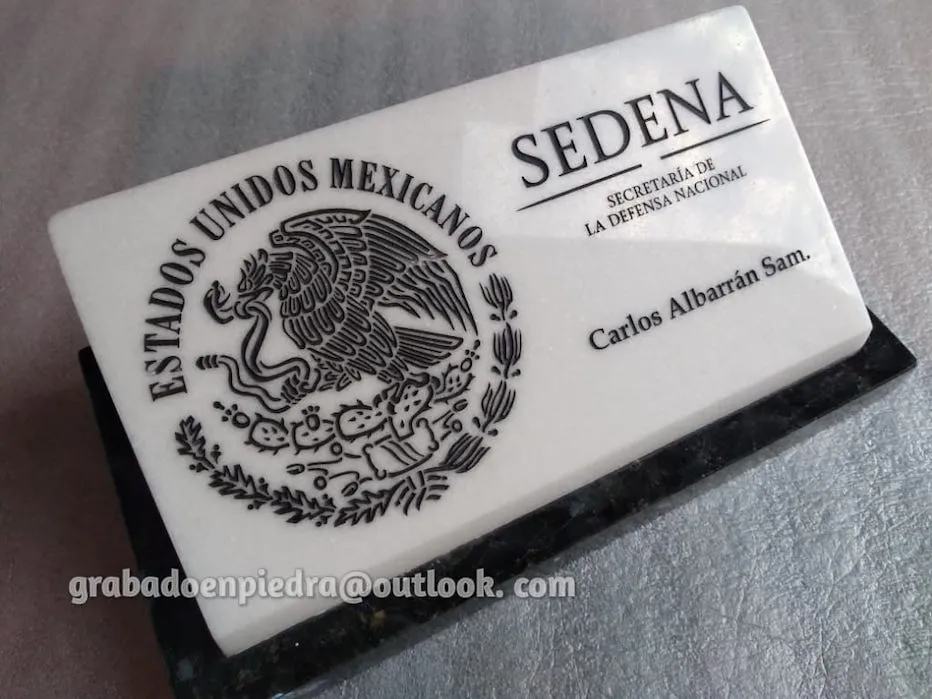 ESTADOS UNIDOS MEXICANOS
SEDENA
SECRETARÍA DE
LA DEFENSA NACIONAL
Carlos Albarrán Sam.
grabadoenpiedra@outlook. com